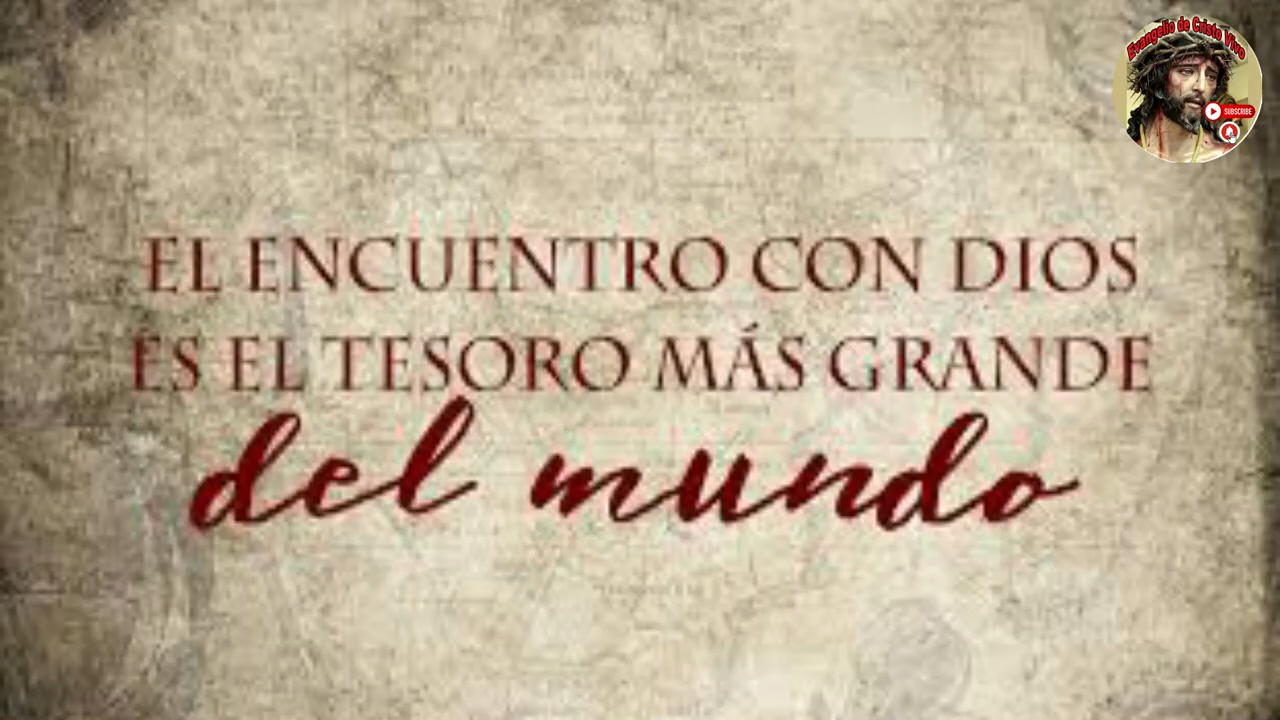 Evangelio de Cristo Vivo
SUBSCRIBE
EL ENCUENTRO CON DIOS
ES EL TESORO MÁS GRANDE
del mundo